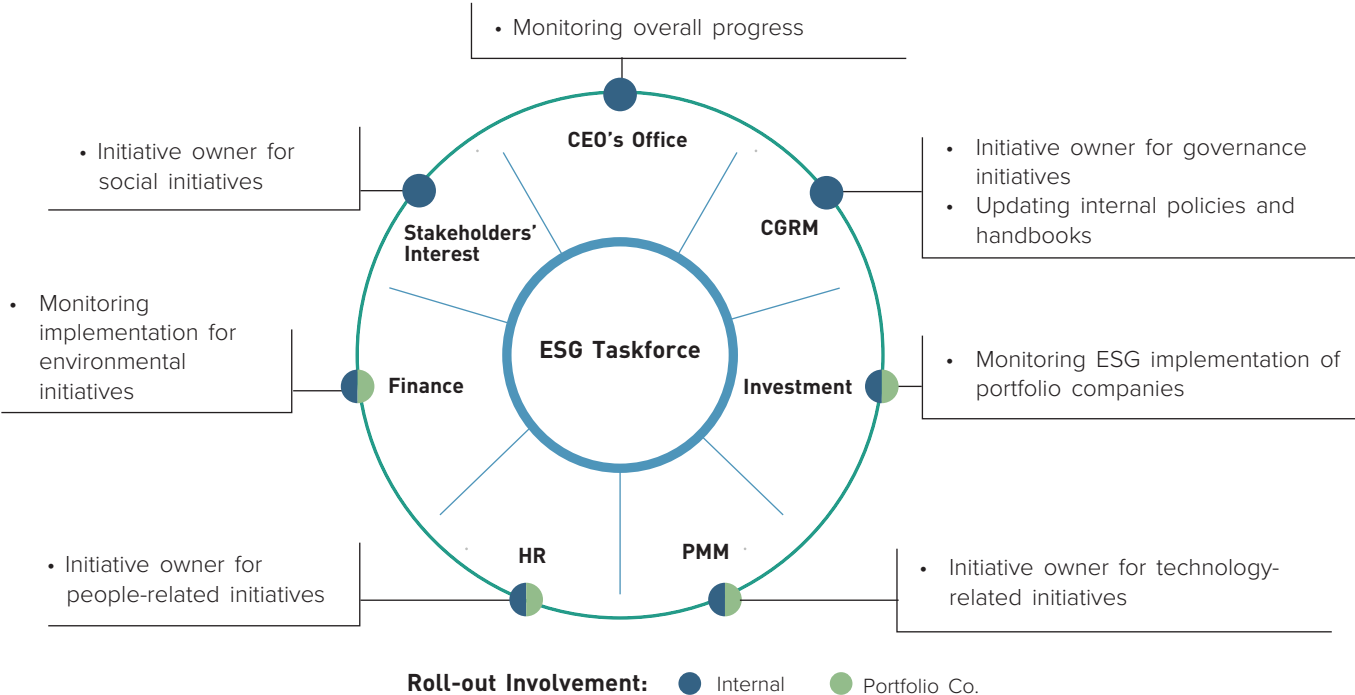 • Monitoring overall progress
CEO's Office
• Initiative owner for
social initiatives
Stakeholders'
Interest
• Initiative owner for governance
initiatives
• Updating internal policies and
handbooks
CGRM
• Monitoring
implementation for
environmental
initiatives
Finance
ESG Taskforce
Investment
• Monitoring ESG implementation of
portfolio companies
• Initiative owner for
people-related initiatives
HR
PMM
• Initiative owner for technology-
related initiatives
Roll-out Involvement: Internal Portfolio Co.